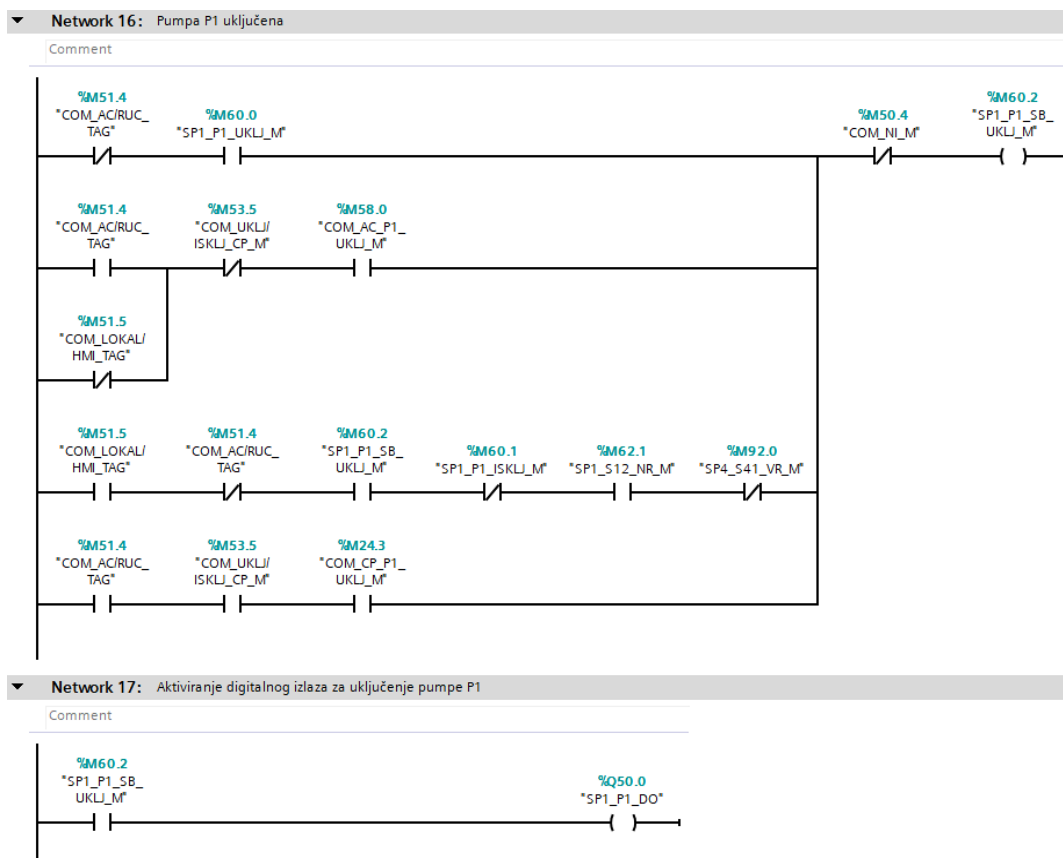 Network 16: Pumpa P1 uključena
Comment
%M51.4
"COM_AC/RUC_
TAG"
%M60.0
"SP1_P1_UKLJ_M"
%M50.4
"COM_NI_M"
%M60.2
"SP1_P1_SB_
UKLJ_M"
%M51.4
"COM_AC/RUC_
TAG"
%M53.5
"COM_UKLJ/
ISKLJ_CP_M"
%M58.0
"COM_AC_P1_
UKLJ_M"
%M51.5
"COM_LOKAL/
HMI_TAG"
%M51.5
"COM_LOKAL/
HMI_TAG"
%M51.4
"COM_AC/RUC_
TAG"
%M60.2
"SP1_P1_SB_
UKLJ_M"
%M60.1
"SP1_P1_ISKLJ_M"
%M62.1
"SP1_S12_NR_M"
%M92.0
"SP4_S41_VR_M"
%M51.4
"COM_AC/RUC_
TAG"
%M53.5
"COM_UKLJ/
ISKLJ_CP_M"
%M24.3
"COM_CP_P1_
UKLJ_M"
Network 17: Aktiviranje digitalnog izlaza za uključenje pumpe P1
Comment
%M60.2
"SP1_P1_SB_
UKLJ_M"
%Q50.0
"SP1_P1_DO"